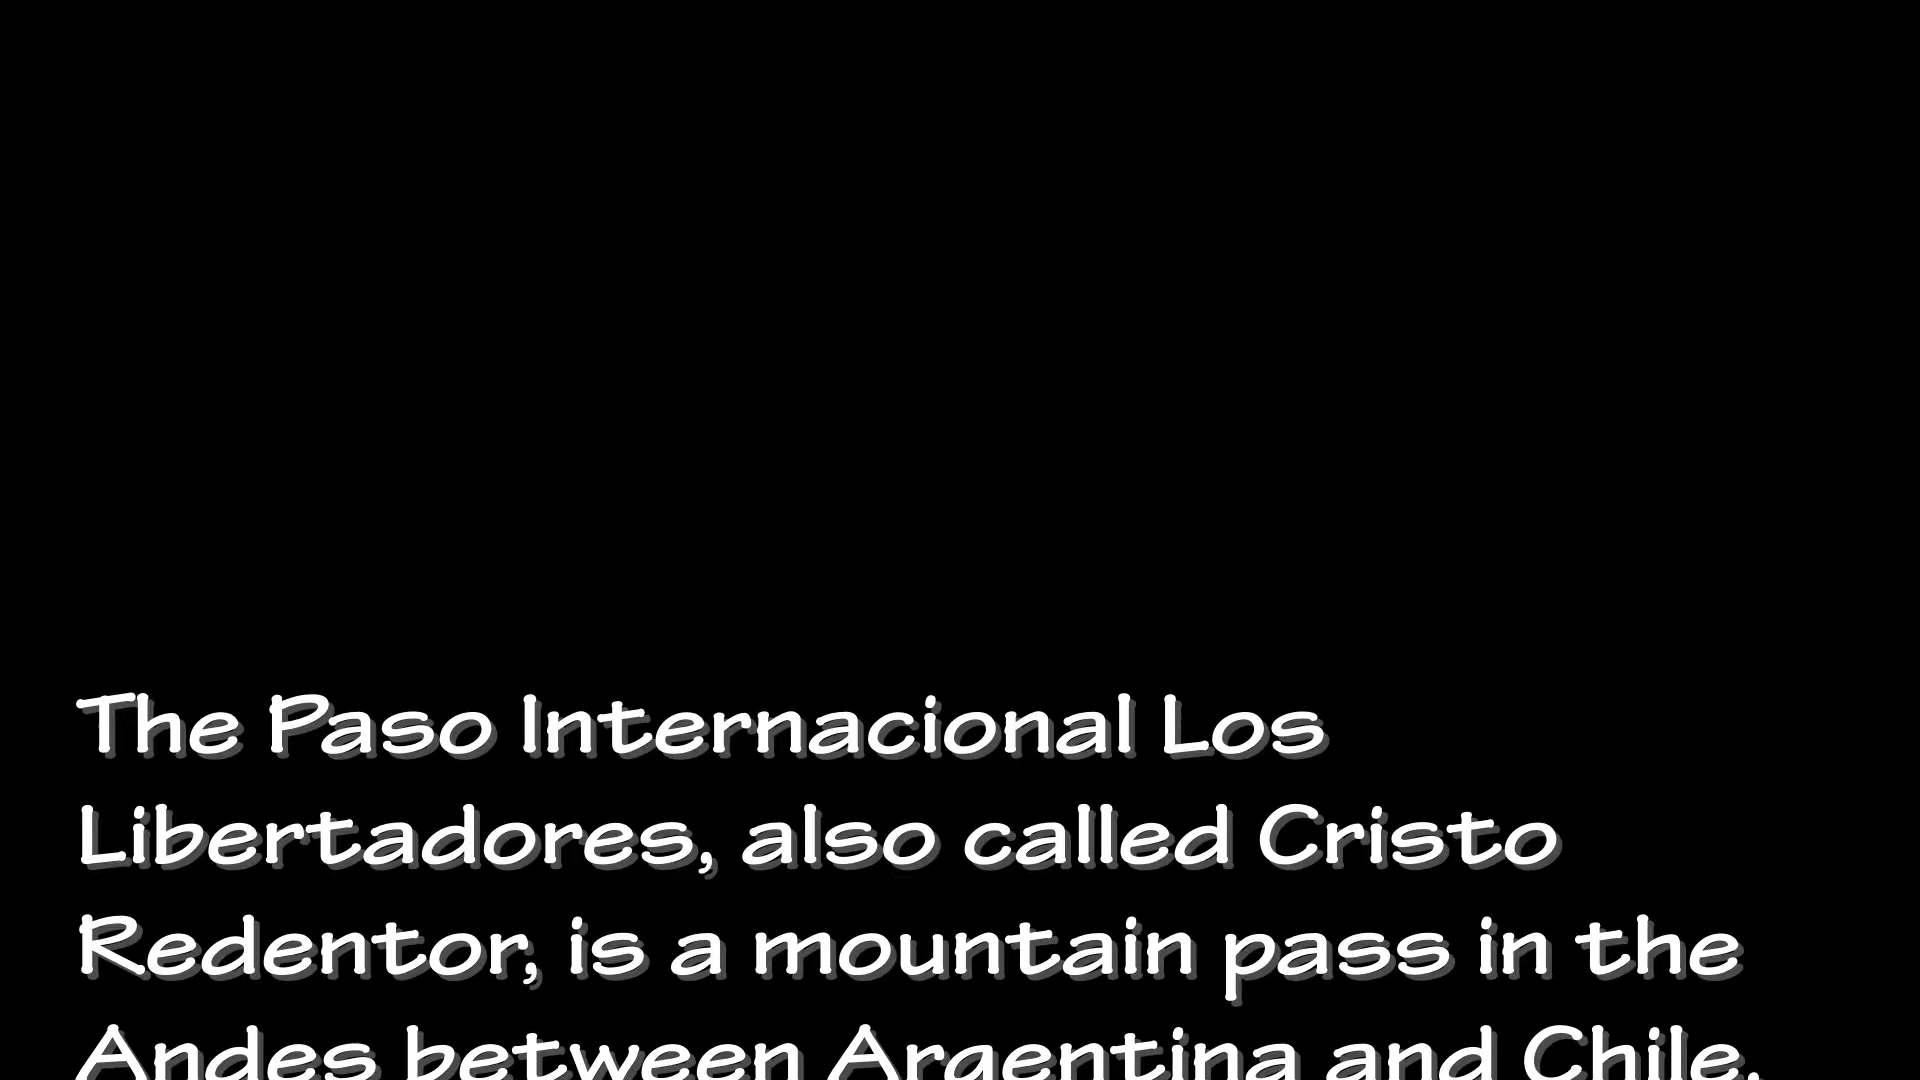 The Paso Internacional Los
Libertadores, also called Cristo
Redentor, is a mountain pass in the
Andes between Argentina and Chile.